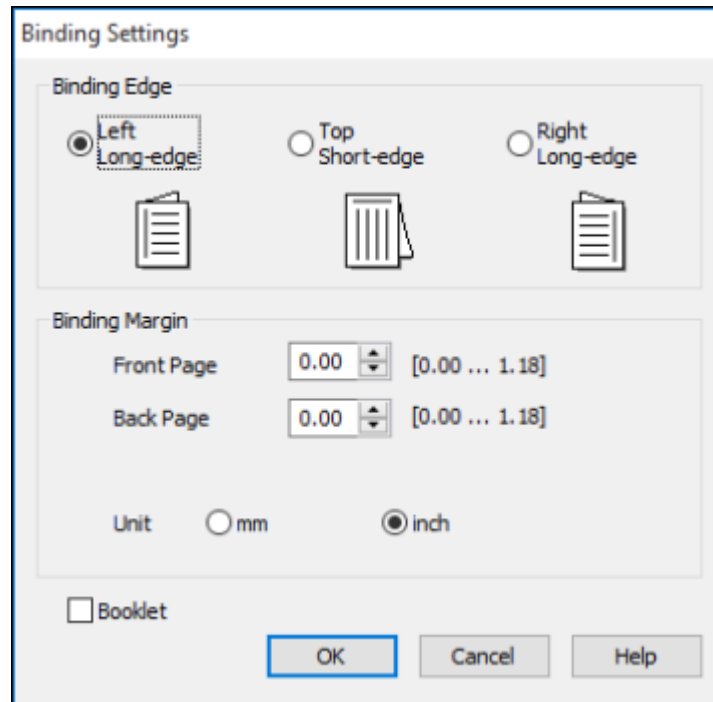 Binding Settings
Binding Edge
Left
Long-edge
Top
Short-edge
Right
Long-edge
Binding Margin
Front Page 0.00 [0.00 ... 1.18]
Back Page 0.00 [0.00 ... 1.18]
Unit mm inch
Booklet
OK Cancel Help